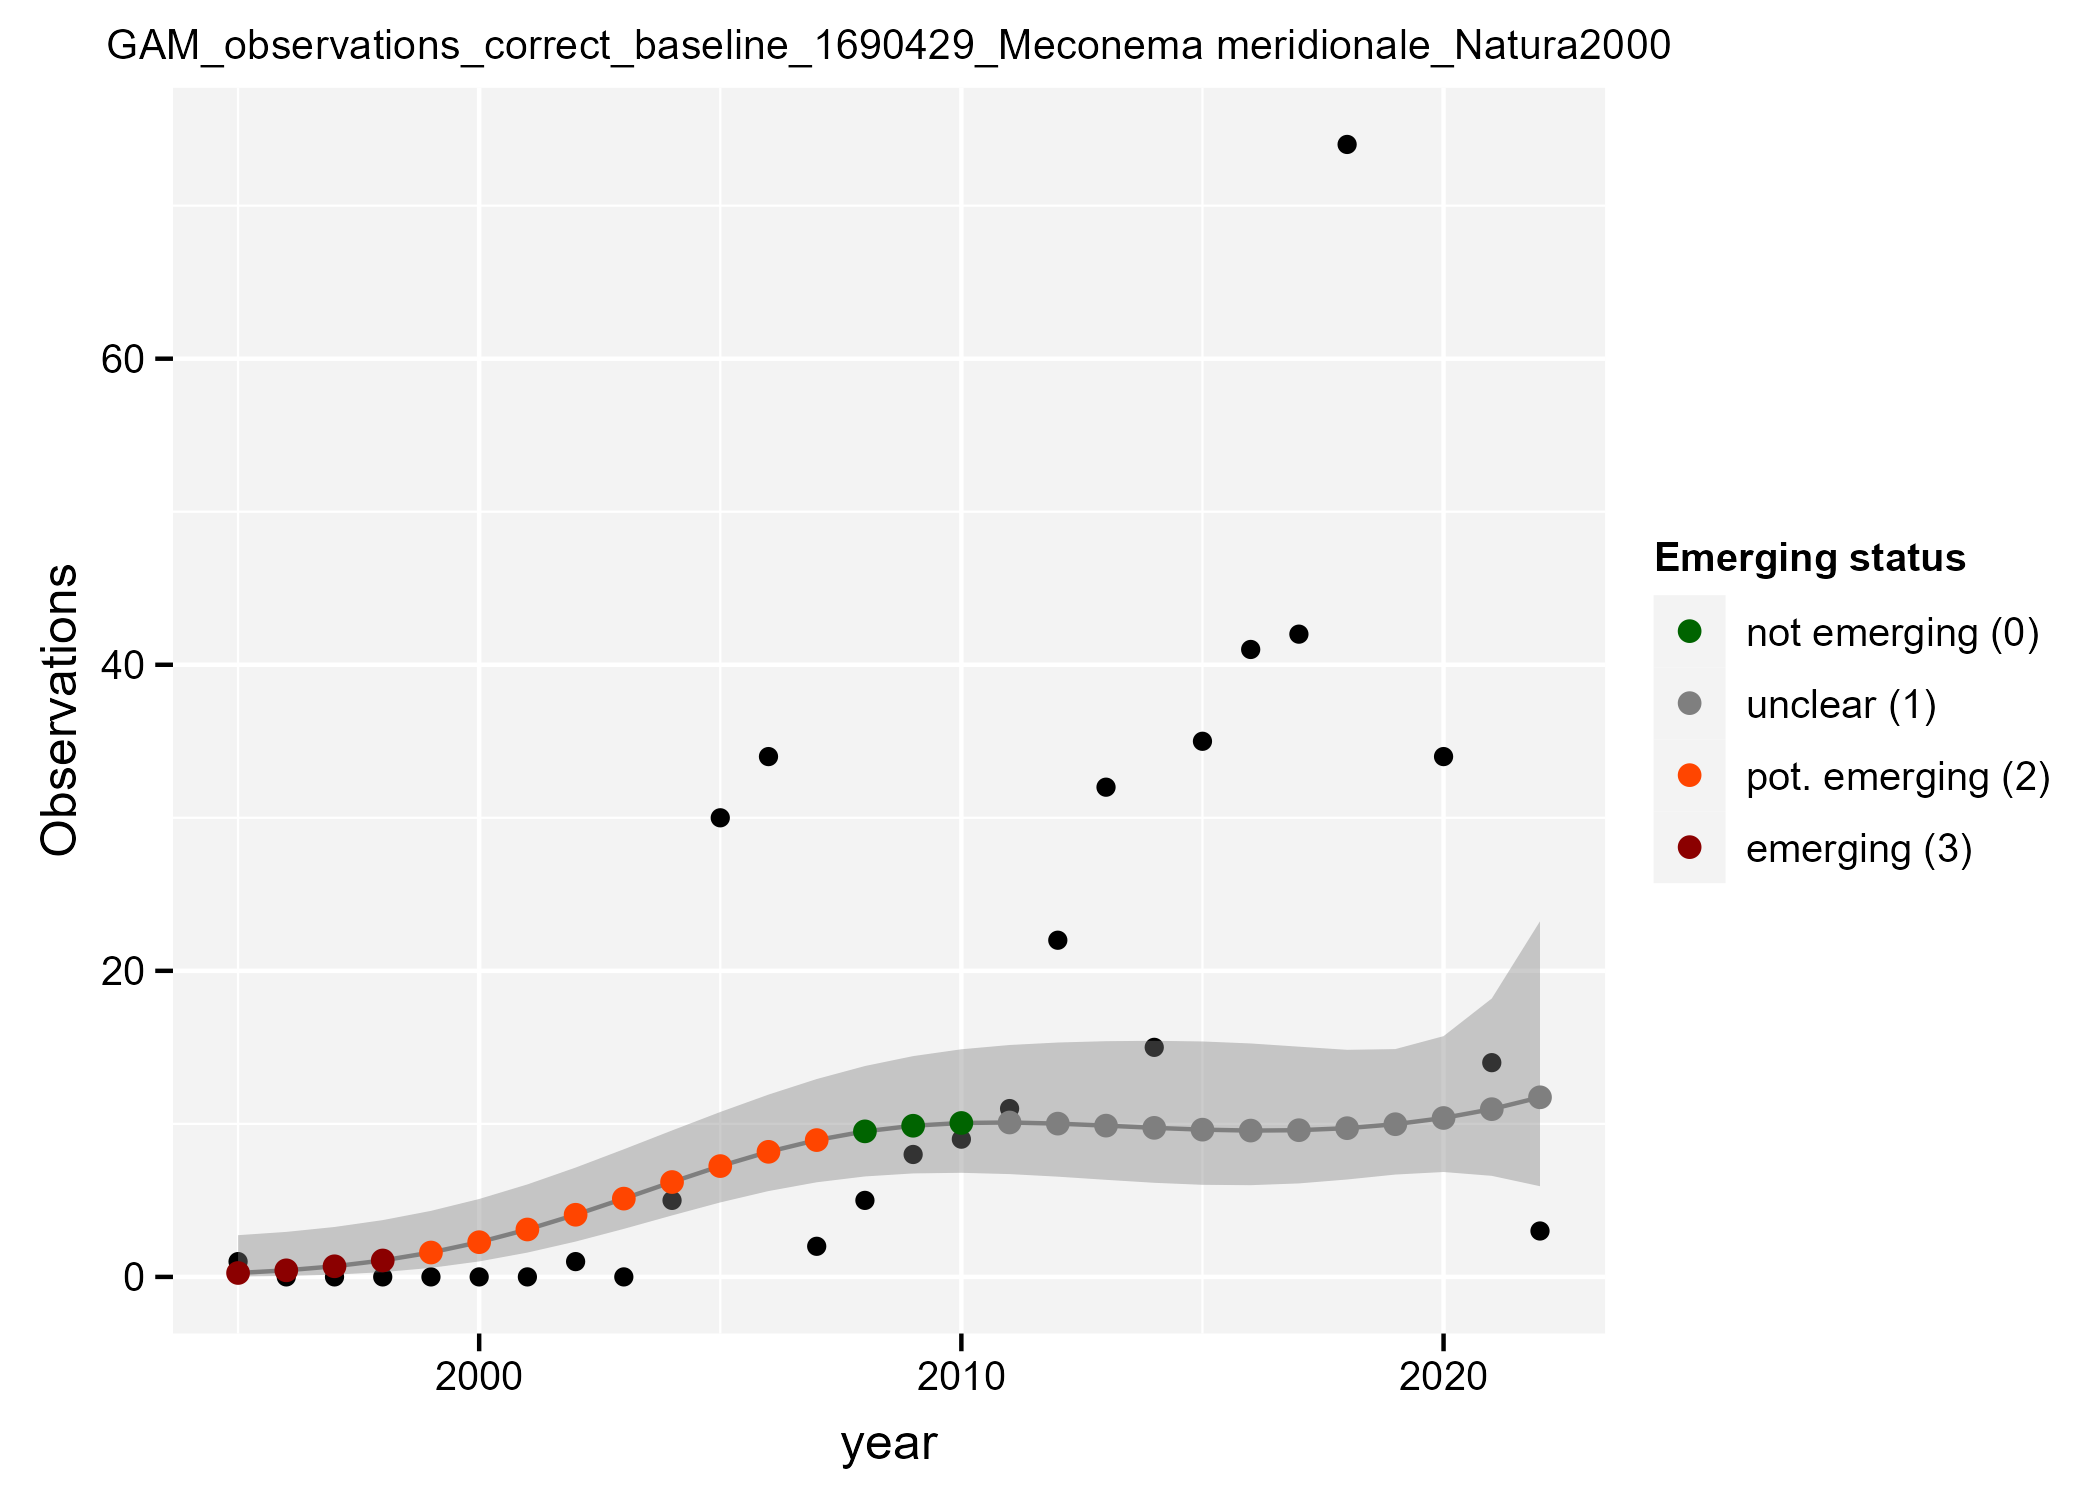 GAM_observations_correct_baseline_1690429_Meconema meridionale_Natura2000
Observations
60
40
20
0
2000
2010
2020
year
Emerging status
not emerging (0)
unclear (1)
pot. emerging (2)
emerging (3)